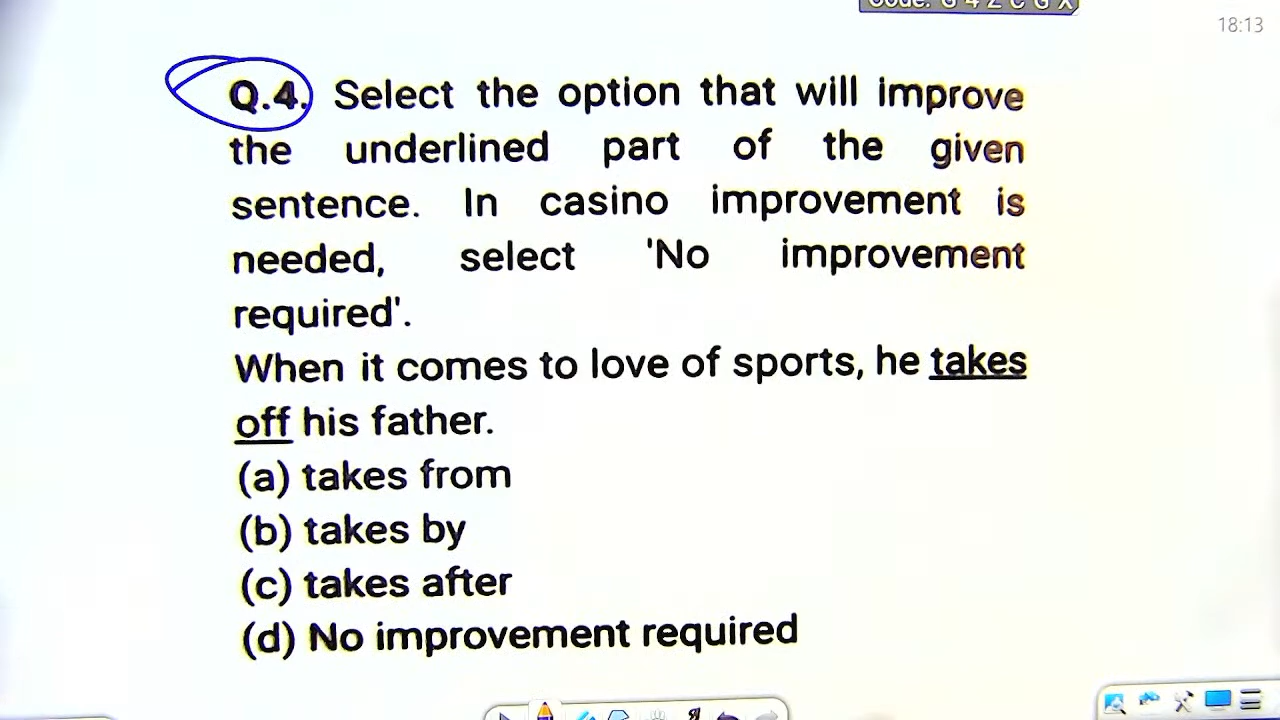 18:13
Q.4. Select the option that will improve
the underlined part of the given
sentence. In casino improvement is
needed, select 'No improvement
required'.
When it comes to love of sports, he takes
off his father.
(a) takes from
(b) takes by
(c) takes after
(d) No improvement required